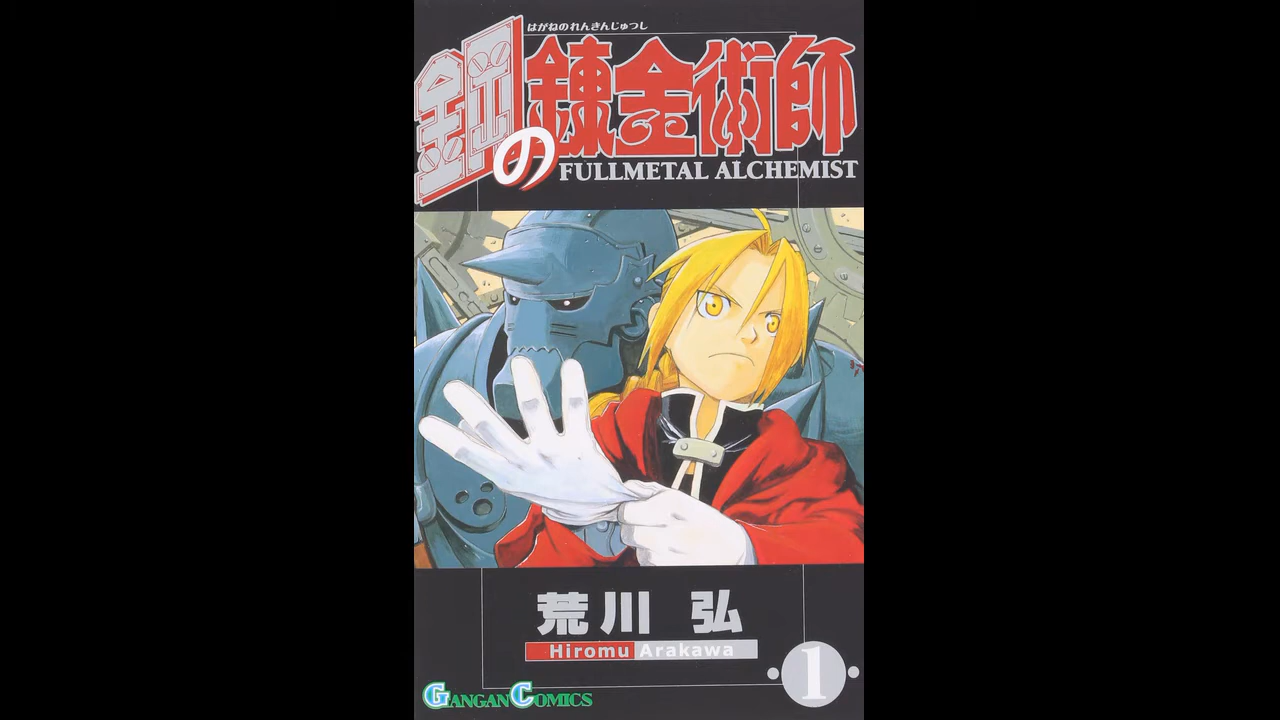 はがねのれんきんじゅつし
鋼の錬金術師
FULLMETAL ALCHEMIST
荒川 弘
Hiromu Arakawa
1
GANGAN COMICS